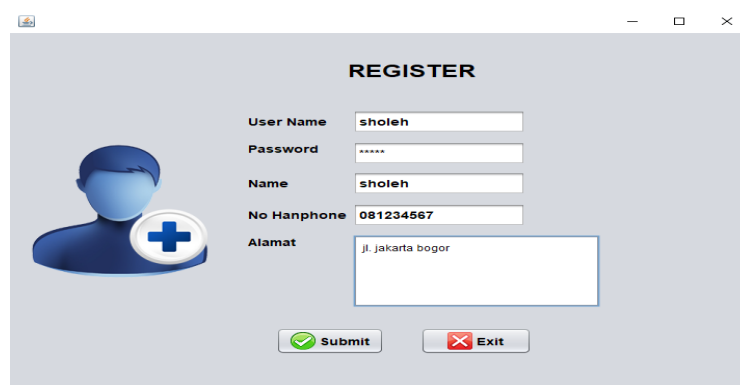 REGISTER
User Name sholeh
Password *****
Name sholeh
No Hanphone 081234567
Alamat jl. jakarta bogor
Submit Exit